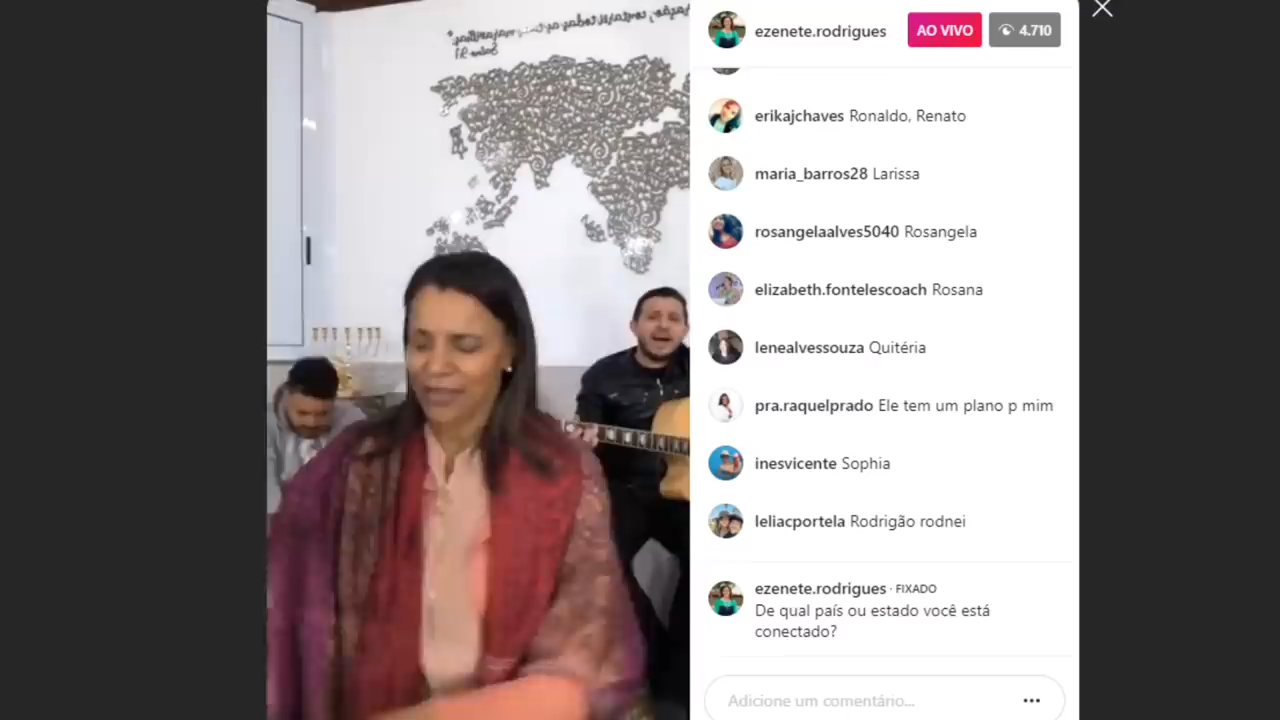 ezenete.rodrigues AO VIVO 4.710
erikajchaves Ronaldo, Renato
maria_barros28 Larissa
rosangelaalves5040 Rosangela
elizabeth.fontelescoach Rosana
lenealvessouza Quitéria
pra.raquelprado Ele tem um plano p mim
inesvicente Sophia
leliacportela Rodrigão rodnei
ezenete.rodrigues · FIXADO
De qual país ou estado você está
conectado?
Adicione um comentário...